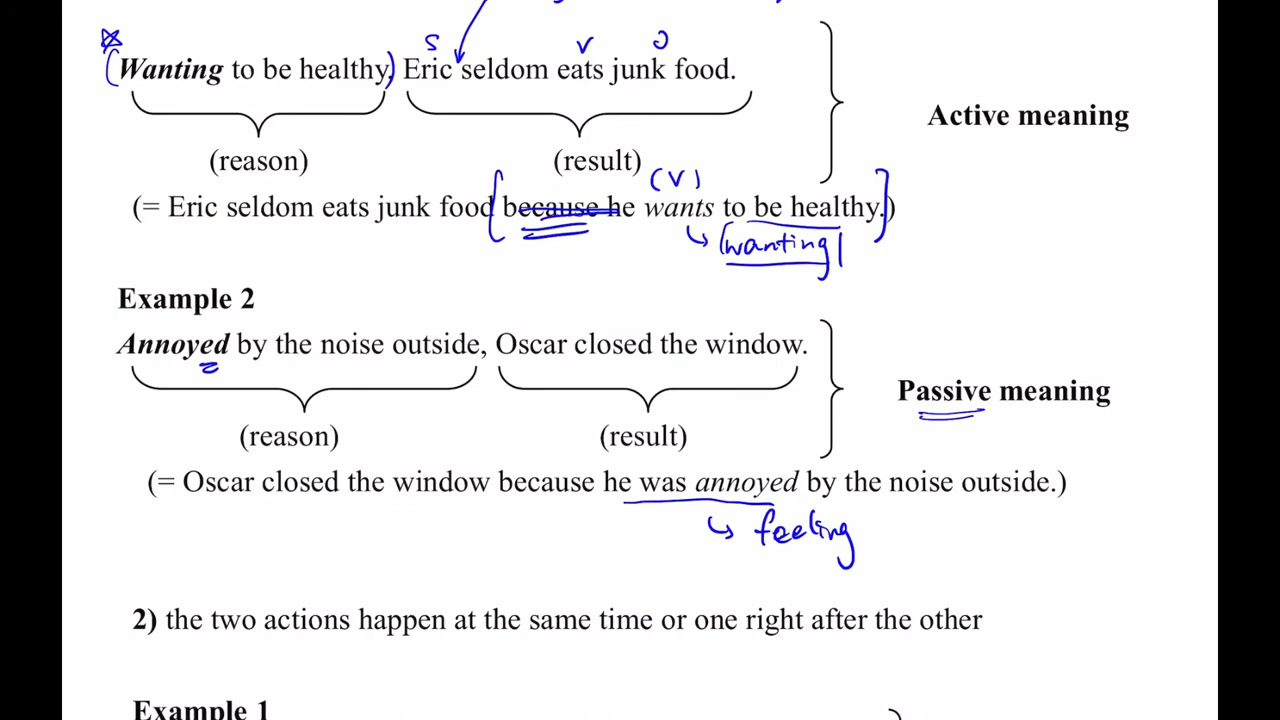 S V O
Wanting to be healthy, Eric seldom eats junk food.
Active meaning
(reason) (result)
(V)
(= Eric seldom eats junk food because he wants to be healthy.)
wanting
Example 2
Annoyed by the noise outside, Oscar closed the window.
Passive meaning
(reason) (result)
(= Oscar closed the window because he was annoyed by the noise outside.)
feeling
2) the two actions happen at the same time or one right after the other
Example 1